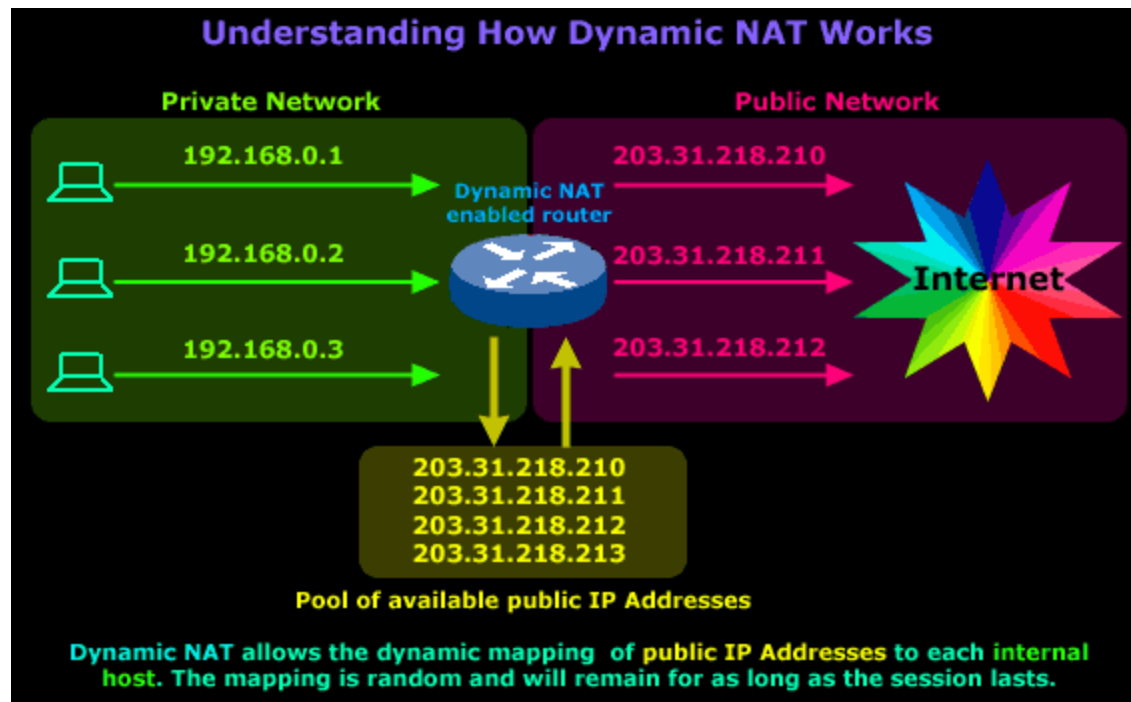 Understanding How Dynamic NAT Works
Private Network
Public Network
192.168.0.1
203.31.218.210
Dynamic NAT
enabled router
192.168.0.2
203.31.218.211
Internet
192.168.0.3
203.31.218.212
203.31.218.210
203.31.218.211
203.31.218.212
203.31.218.213
Pool of available public IP Addresses
Dynamic NAT allows the dynamic mapping of public IP Addresses to each internal
host. The mapping is random and will remain for as long as the session lasts.